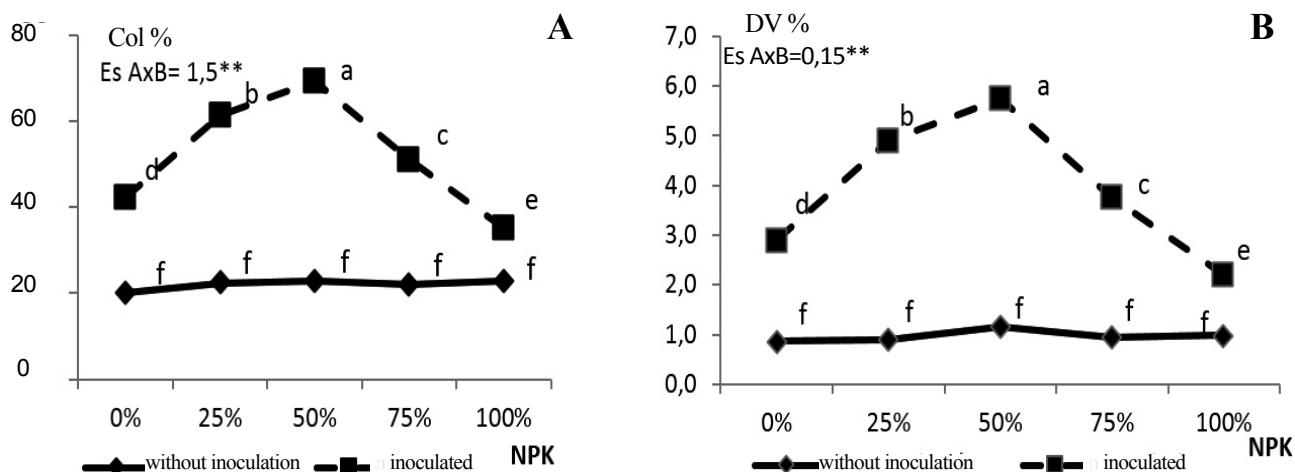 A
Col %
Es AxB= 1,5**
80
60
40
20
0
a
b
c
d
e
f f f f f
0% 25% 50% 75% 100%
NPK
without inoculation inoculated
B
DV %
Es AxB=0,15**
7,0
6,0
5,0
4,0
3,0
2,0
1,0
0,0
a
b
c
d
e
f f f f f
0% 25% 50% 75% 100%
NPK
without inoculation inoculated